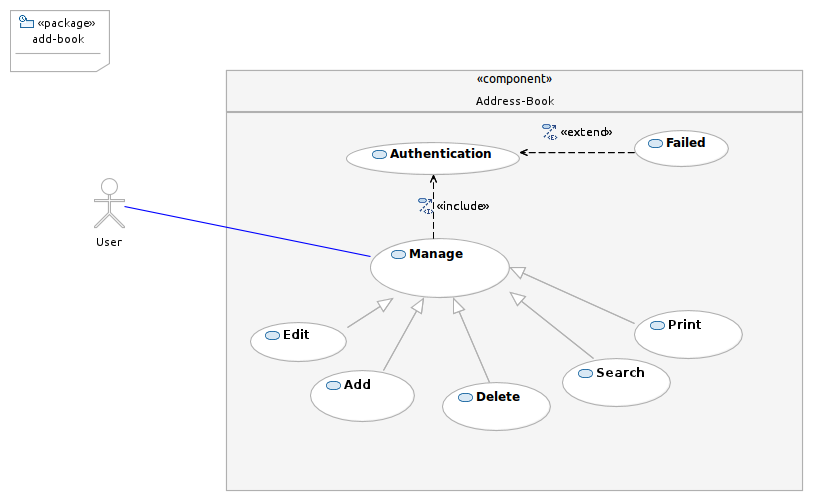 «package»
add-book
«component»
Address-Book
«extend»
Failed
Authentication
«include»
User
Manage
Edit
Print
Add
Search
Delete